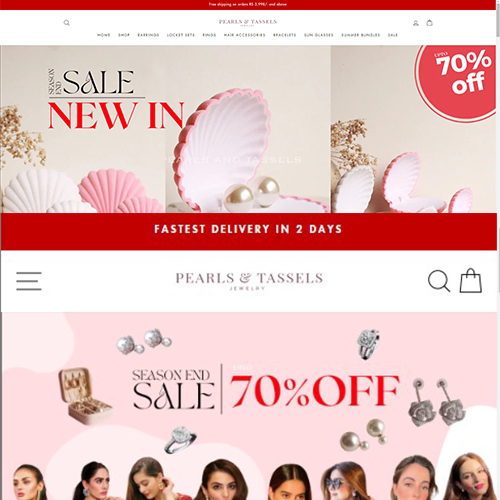 Free shipping on orders RS 3,998/- and above
PEARLS & TASSELS
JEWELRY
HOME SHOP EARRINGS LOCKET SETS RINGS HAIR ACCESSORIES BRACELETS SUN GLASSES SUMMER BUNDLES SALE
SEASON END SALE
NEW IN
UPTO
70%
off
PEARLS AND TASSELS
FASTEST DELIVERY IN 2 DAYS
PEARLS & TASSELS
JEWELRY
SEASON END
SALE
70% OFF